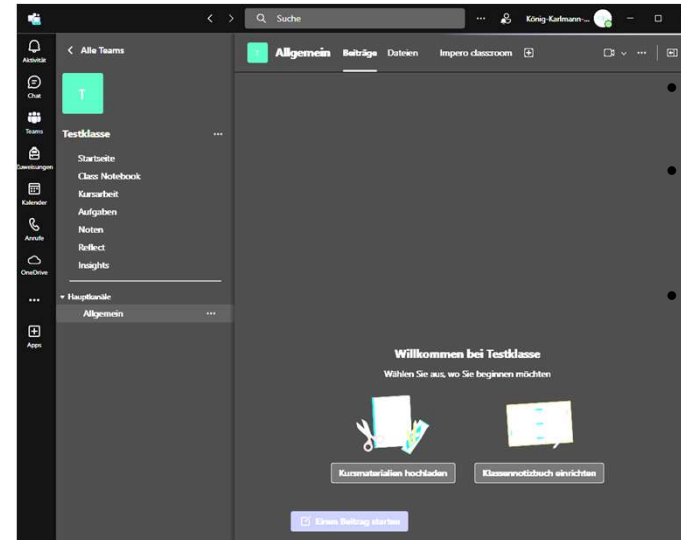 Suche
König-Karlmann-...
Aktivität
Chat
Teams
Zuweisungen
Kalender
Anrufe
OneDrive
Apps
Alle Teams
T
Testklasse
Startseite
Class Notebook
Kursarbeit
Aufgaben
Noten
Reflect
Insights
Hauptkanäle
Allgemein
T
Allgemein Beiträge Dateien Impero classroom
Willkommen bei Testklasse
Wählen Sie aus, wo Sie beginnen möchten
Kursmaterialien hochladen
Klassennotizbuch einrichten
Einen Beitrag starten